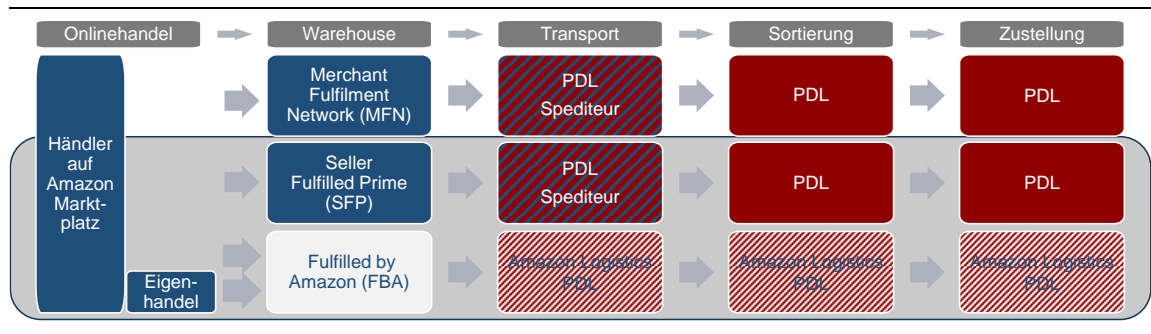 Onlinehandel
Warehouse
Transport
Sortierung
Zustellung
Händler
auf
Amazon
Markt-
platz
Eigen-
handel
Merchant
Fulfilment
Network (MFN)
PDL
Spediteur
PDL
PDL
Seller
Fulfilled Prime
(SFP)
PDL
Spediteur
PDL
PDL
Fulfilled by
Amazon (FBA)
Amazon Logistics
PDL
Amazon Logistics
PDL
Amazon Logistics
PDL